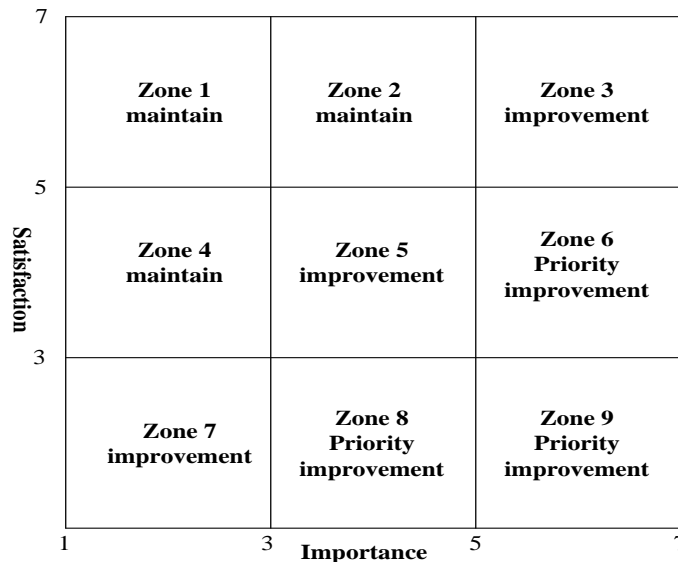 7
Zone 1
maintain
Zone 2
maintain
Zone 3
improvement
5
Satisfaction
Zone 4
maintain
Zone 5
improvement
Zone 6
Priority
improvement
3
Zone 7
improvement
Zone 8
Priority
improvement
Zone 9
Priority
improvement
1
3
Importance
5
7